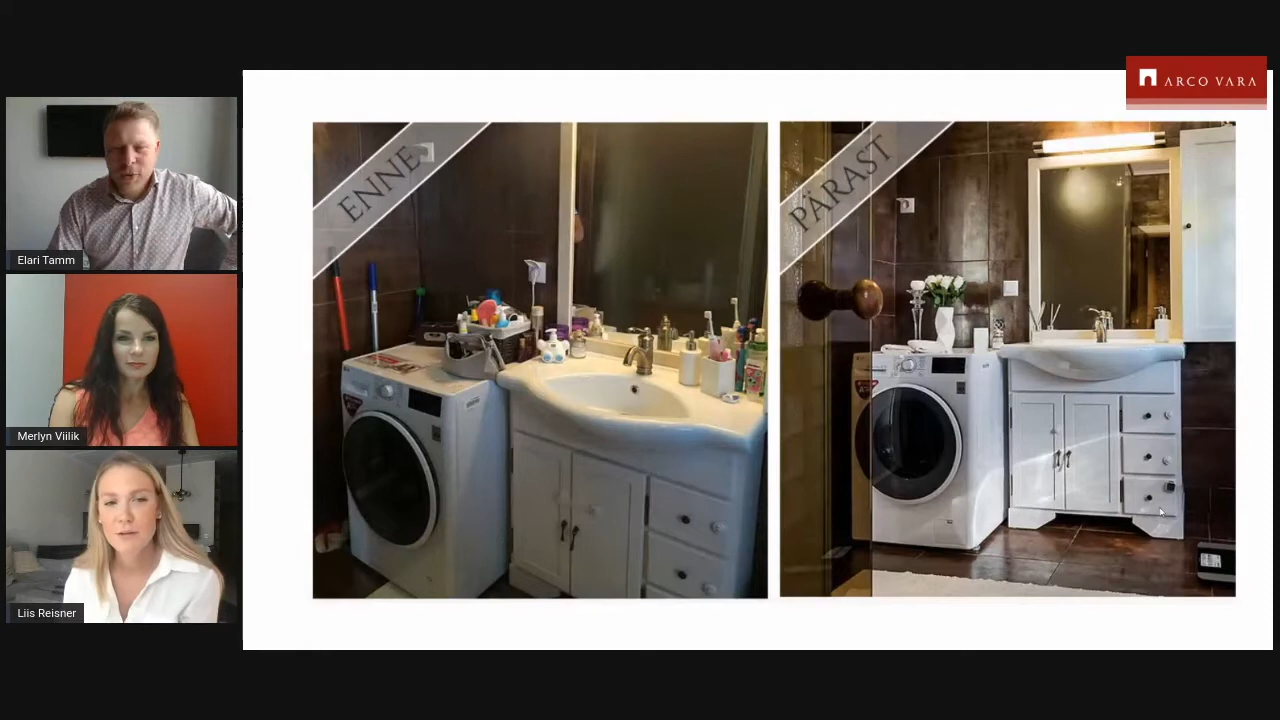 Elari Tamm
Merlyn Viilik
Liis Reisner
ENNE
PÄRAST
ARCO VARA